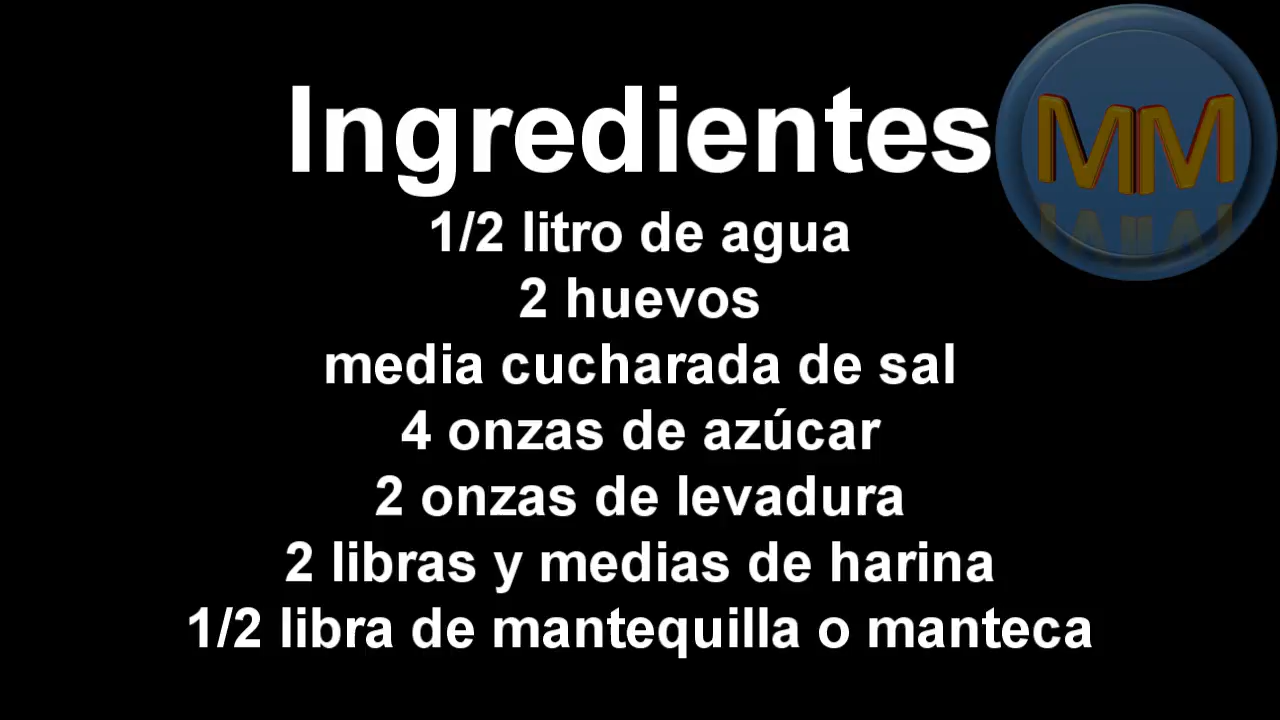 Ingredientes
MM
1/2 litro de agua
2 huevos
media cucharada de sal
4 onzas de azúcar
2 onzas de levadura
2 libras y medias de harina
1/2 libra de mantequilla o manteca